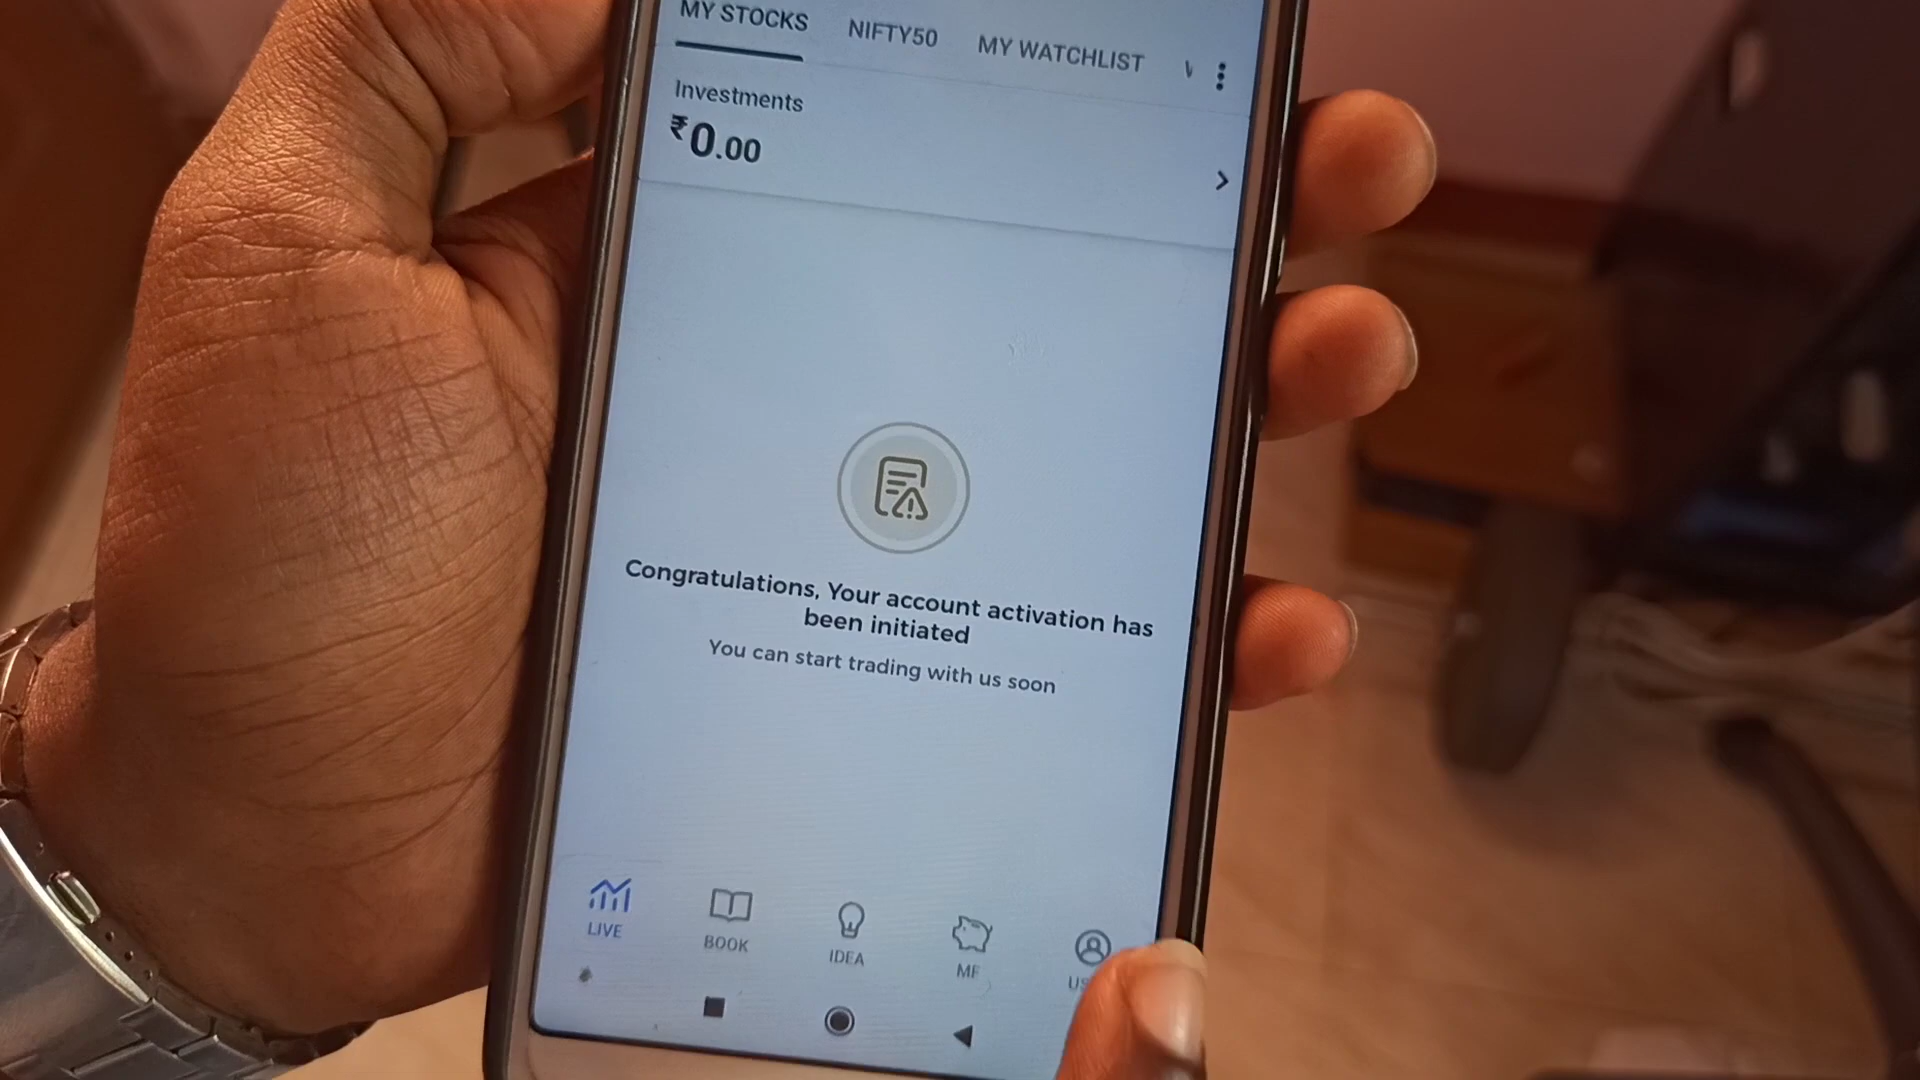 MY STOCKS NIFTY50 MY WATCHLIST
Investments
₹0.00
Congratulations, Your account activation has
been initiated
You can start trading with us soon
LIVE BOOK IDEA MF